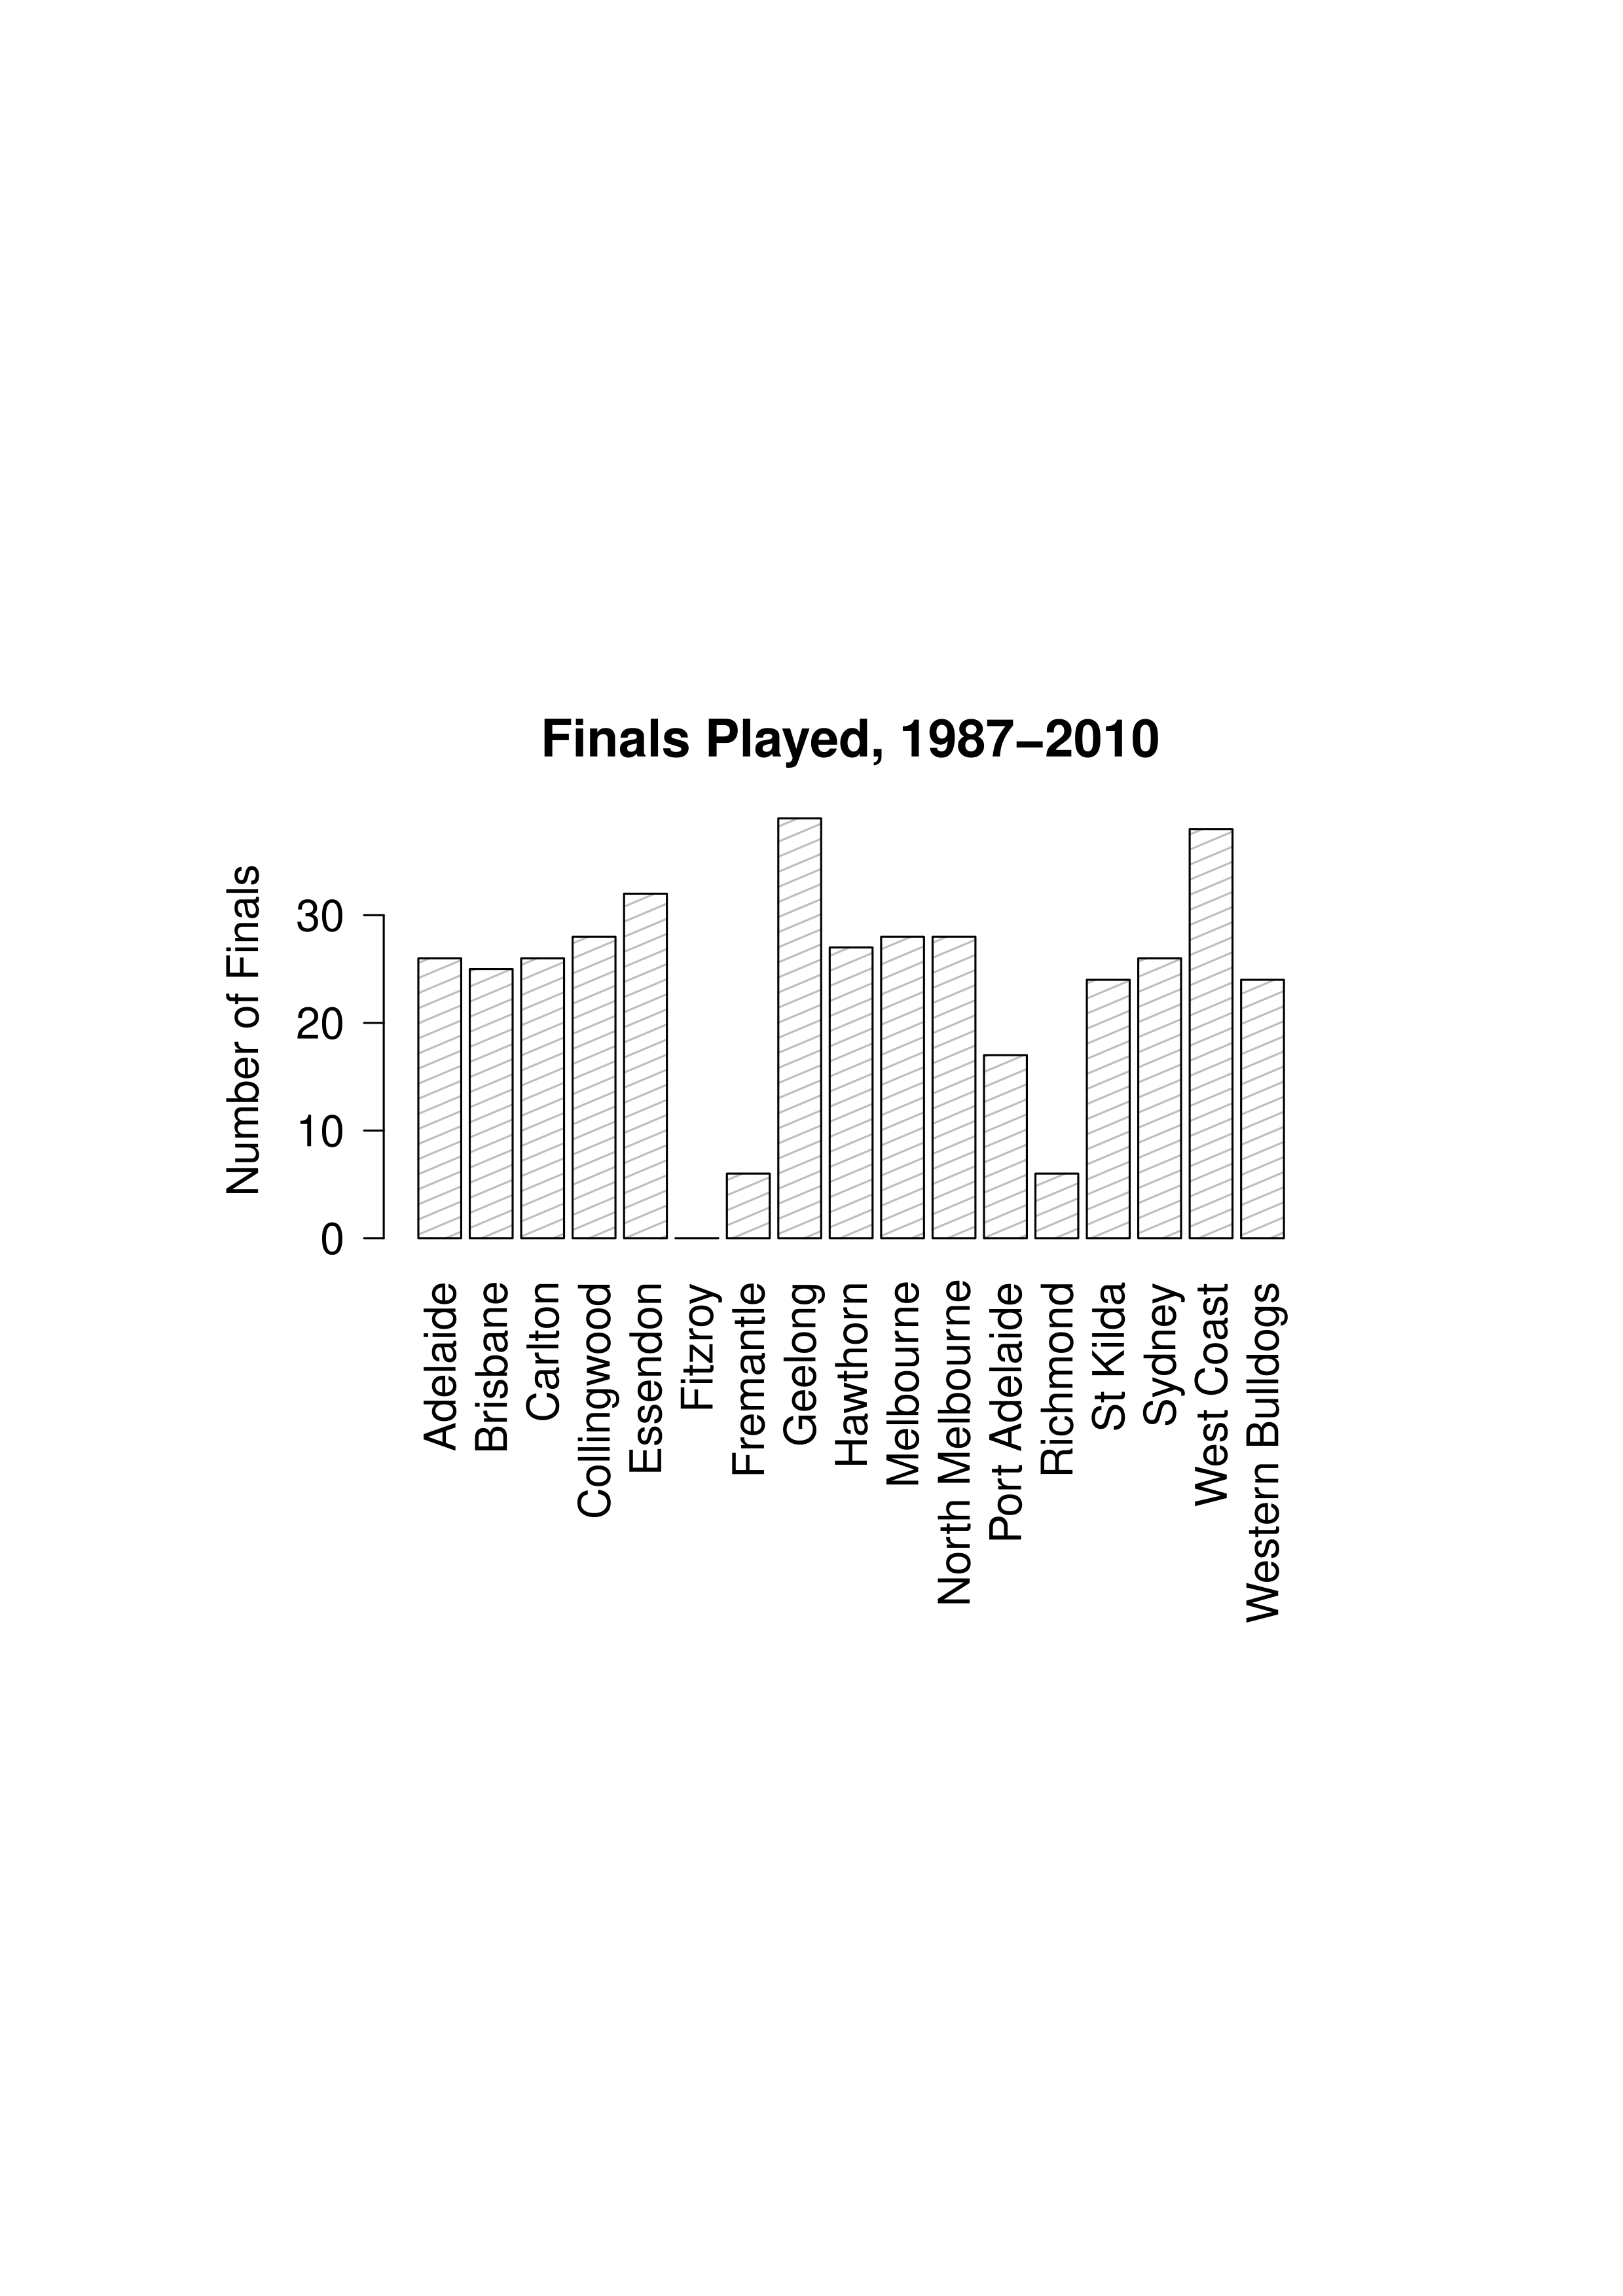 Finals Played, 1987−2010
Number of Finals
30
20
10
0
Adelaide
Brisbane
Carlton
Collingwood
Essendon
Fitzroy
Fremantle
Geelong
Hawthorn
Melbourne
North Melbourne
Port Adelaide
Richmond
St Kilda
Sydney
West Coast
Western Bulldogs